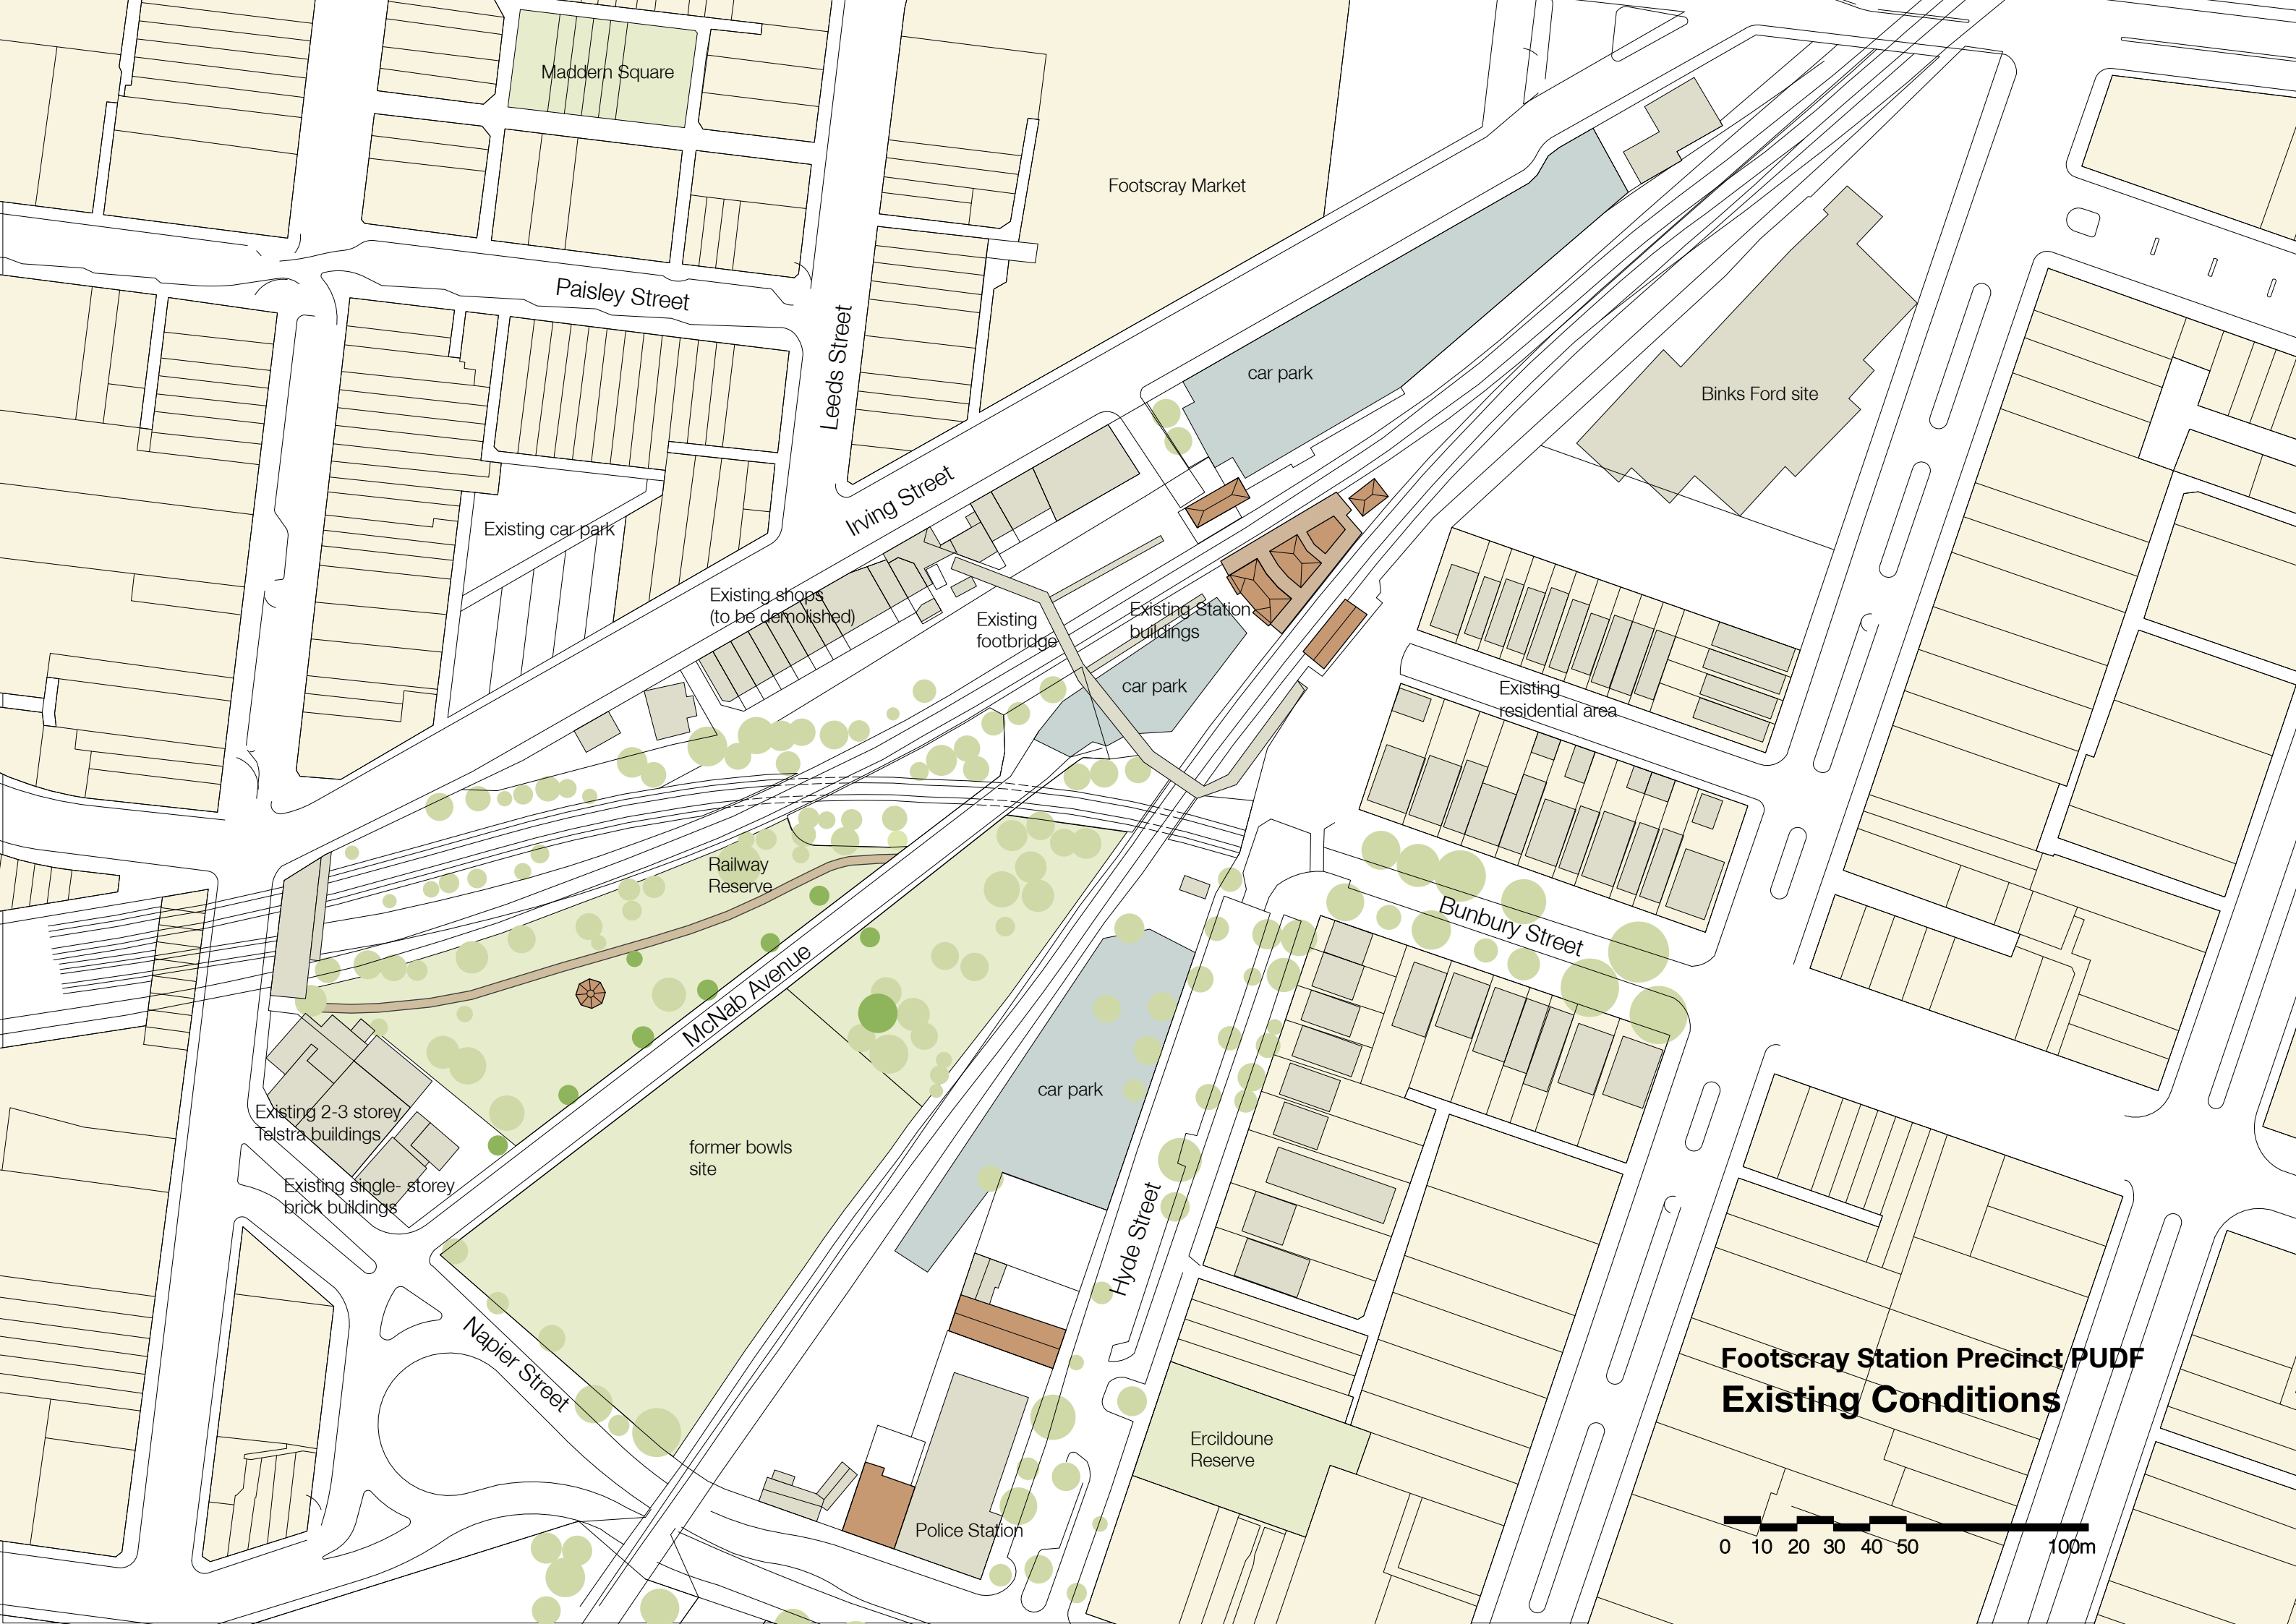 Maddern Square
Footscray Market
Paisley Street
Leeds Street
car park
Binks Ford site
Irving Street
Existing car park
Existing shops
(to be demolished)
Existing
footbridge
Existing Station
buildings
car park
Existing
residential area
Railway
Reserve
Bunbury Street
McNab Avenue
car park
Existing 2-3 storey
Telstra buildings
former bowls
site
Existing single- storey
brick buildings
Hyde Street
Napier Street
Footscray Station Precinct PUDF
Existing Conditions
Ercildoune
Reserve
Police Station
0 10 20 30 40 50 100m